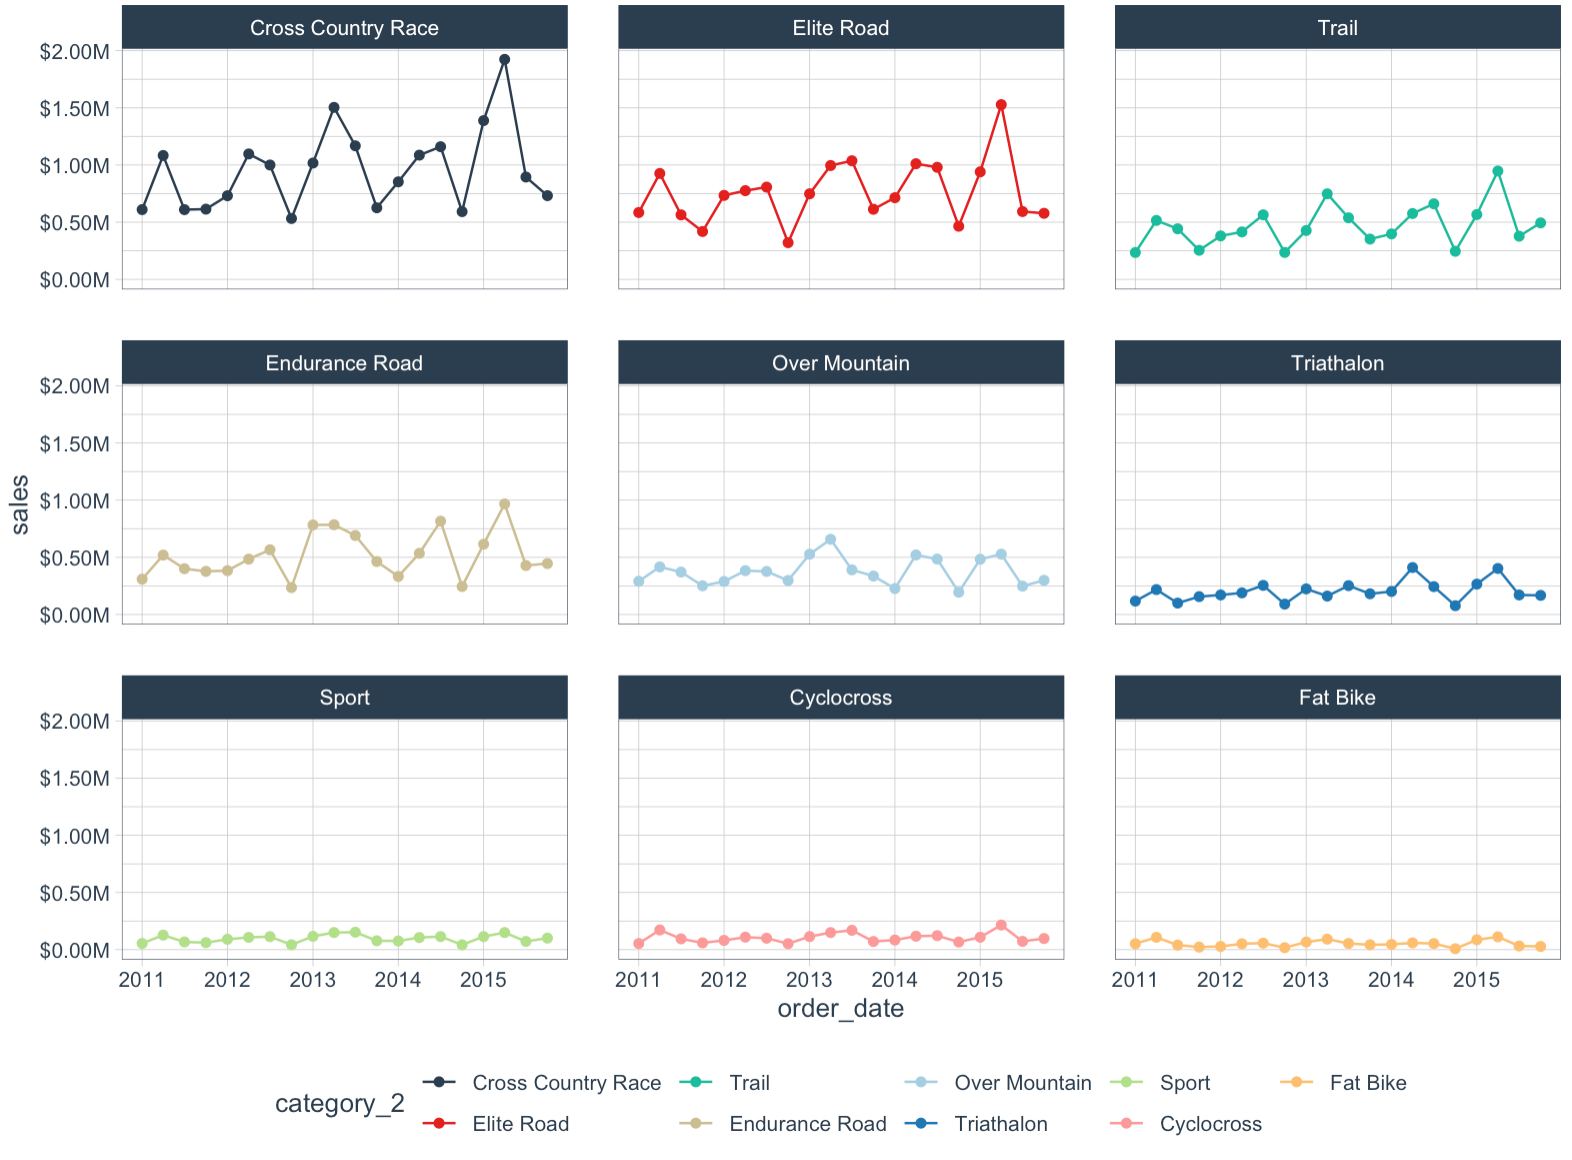 Cross Country Race
Elite Road
Trail
$2.00M
$1.50M
$1.00M
$0.50M
$0.00M
Endurance Road
Over Mountain
Triathalon
$2.00M
$1.50M
$1.00M
$0.50M
$0.00M
sales
Sport
Cyclocross
Fat Bike
$2.00M
$1.50M
$1.00M
$0.50M
$0.00M
2011 2012 2013 2014 2015
2011 2012 2013 2014 2015
2011 2012 2013 2014 2015
order_date
category_2
Cross Country Race
Trail
Over Mountain
Sport
Fat Bike
Elite Road
Endurance Road
Triathalon
Cyclocross